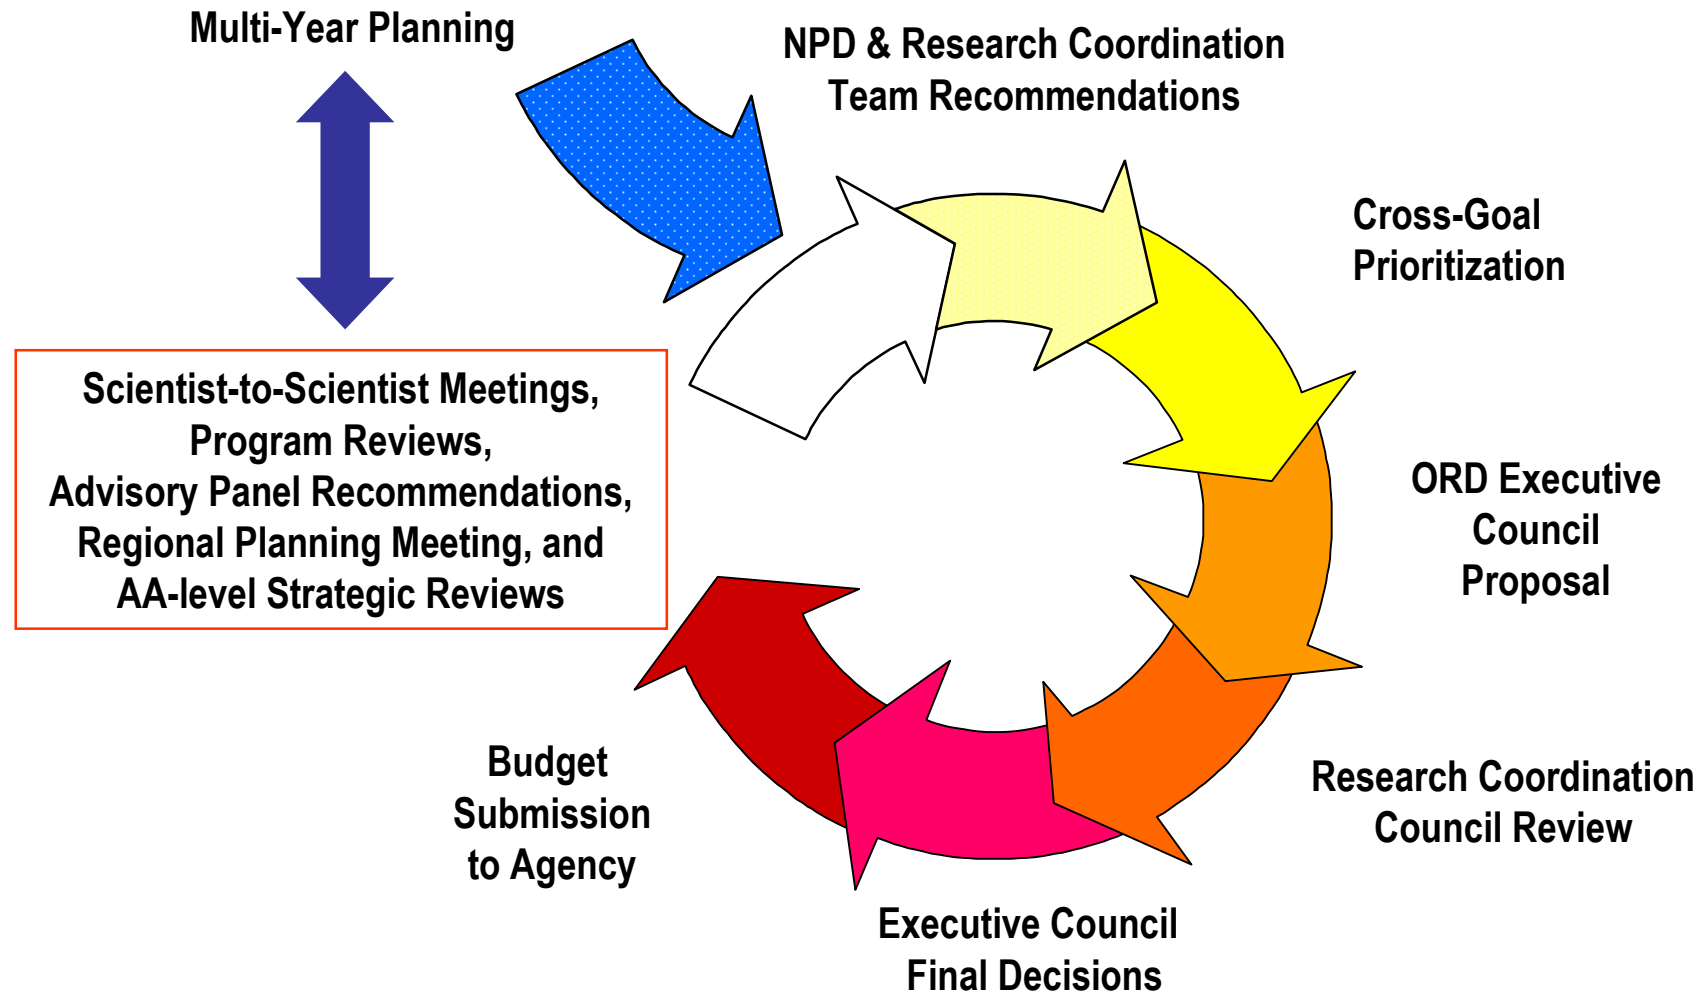 Multi-Year Planning
NPD & Research Coordination
Team Recommendations
Cross-Goal
Prioritization
Scientist-to-Scientist Meetings,
Program Reviews,
Advisory Panel Recommendations,
Regional Planning Meeting, and
AA-level Strategic Reviews
ORD Executive
Council
Proposal
Research Coordination
Council Review
Budget
Submission
to Agency
Executive Council
Final Decisions